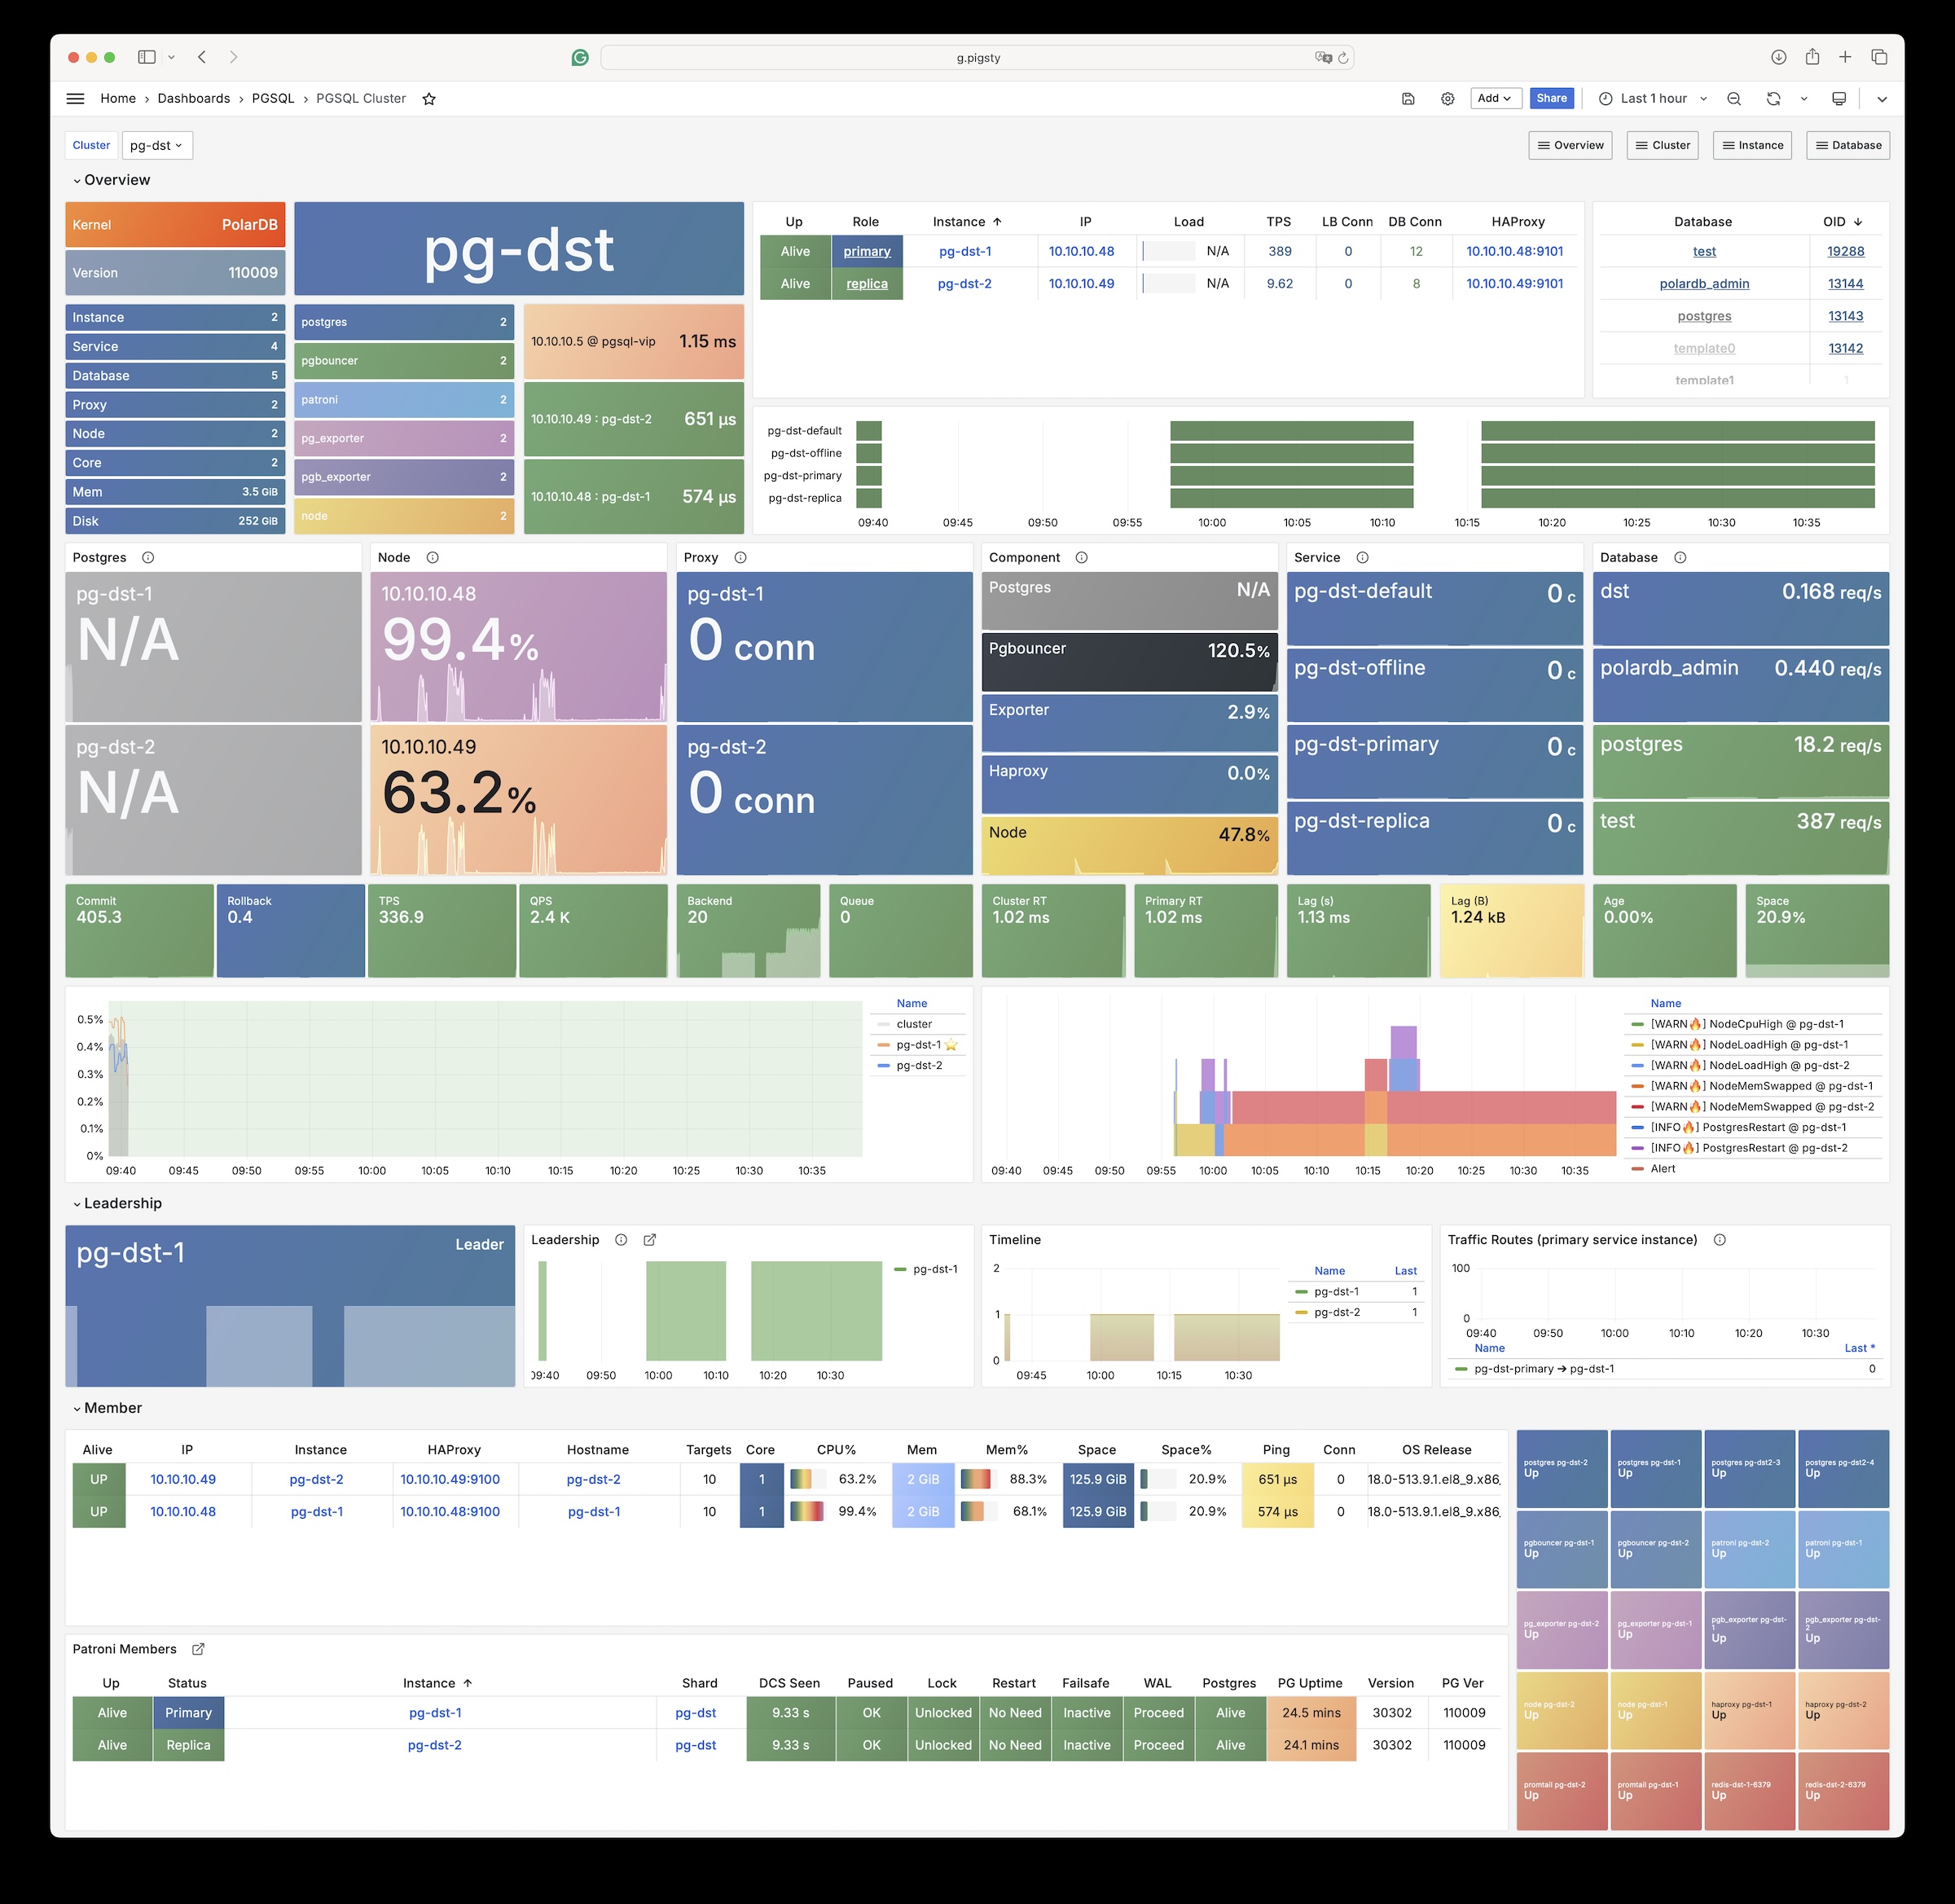 g.pigsty
Home › Dashboards › PGSQL › PGSQL Cluster
Add
Share
Last 1 hour
Cluster pg-dst
Overview
Cluster
Instance
Database
Overview
Kernel PolarDB
Version 110009
pg-dst
Instance 2
Service 4
Database 5
Proxy 2
Node 2
Core 2
Mem 3.5 GiB
Disk 252 GiB
postgres 2
pgbouncer 2
patroni 2
pg_exporter 2
pgb_exporter 2
node 2
10.10.10.5 @ pgsql-vip 1.15 ms
10.10.10.49 : pg-dst-2 651 µs
10.10.10.48 : pg-dst-1 574 µs
Up Role Instance ↑ IP Load TPS LB Conn DB Conn HAProxy
Alive primary pg-dst-1 10.10.10.48 N/A 389 0 12 10.10.10.48:9101
Alive replica pg-dst-2 10.10.10.49 N/A 9.62 0 8 10.10.10.49:9101
Database OID ↓
test 19288
polardb_admin 13144
postgres 13143
template0 13142
template1 1
pg-dst-default
pg-dst-offline
pg-dst-primary
pg-dst-replica
09:40 09:45 09:50 09:55 10:00 10:05 10:10 10:15 10:20 10:25 10:30 10:35
Postgres
pg-dst-1
N/A
pg-dst-2
N/A
Node
10.10.10.48
99.4%
10.10.10.49
63.2%
Proxy
pg-dst-1
0 conn
pg-dst-2
0 conn
Component
Postgres N/A
Pgbouncer 120.5%
Exporter 2.9%
Haproxy 0.0%
Node 47.8%
Service
pg-dst-default 0 c
pg-dst-offline 0 c
pg-dst-primary 0 c
pg-dst-replica 0 c
Database
dst 0.168 req/s
polardb_admin 0.440 req/s
postgres 18.2 req/s
test 387 req/s
Commit
405.3
Rollback
0.4
TPS
336.9
QPS
2.4 K
Backend
20
Queue
0
Cluster RT
1.02 ms
Primary RT
1.02 ms
Lag (s)
1.13 ms
Lag (B)
1.24 kB
Age
0.00%
Space
20.9%
0.5%
0.4%
0.3%
0.2%
0.1%
0%
09:40 09:45 09:50 09:55 10:00 10:05 10:10 10:15 10:20 10:25 10:30 10:35
Name
cluster
pg-dst-1 ⭐
pg-dst-2
09:40 09:45 09:50 09:55 10:00 10:05 10:10 10:15 10:20 10:25 10:30 10:35
Name
[WARN🔥] NodeCpuHigh @ pg-dst-1
[WARN🔥] NodeLoadHigh @ pg-dst-1
[WARN🔥] NodeLoadHigh @ pg-dst-2
[WARN🔥] NodeMemSwapped @ pg-dst-1
[WARN🔥] NodeMemSwapped @ pg-dst-2
[INFO🔥] PostgresRestart @ pg-dst-1
[INFO🔥] PostgresRestart @ pg-dst-2
Alert
Leadership
pg-dst-1 Leader
Leadership
pg-dst-1
09:40 09:50 10:00 10:10 10:20 10:30
Timeline
2
1
0
09:45 10:00 10:15 10:30
Name Last
pg-dst-1 1
pg-dst-2 1
Traffic Routes (primary service instance)
100
0
09:40 09:50 10:00 10:10 10:20 10:30
Name Last *
pg-dst-primary ➔ pg-dst-1 0
Member
Alive IP Instance HAProxy Hostname Targets Core CPU% Mem Mem% Space Space% Ping Conn OS Release
UP 10.10.10.49 pg-dst-2 10.10.10.49:9100 pg-dst-2 10 1 63.2% 2 GiB 88.3% 125.9 GiB 20.9% 651 µs 0 18.0-513.9.1.el8_9.x86_
UP 10.10.10.48 pg-dst-1 10.10.10.48:9100 pg-dst-1 10 1 99.4% 2 GiB 68.1% 125.9 GiB 20.9% 574 µs 0 18.0-513.9.1.el8_9.x86_
Patroni Members
Up Status Instance ↑ Shard DCS Seen Paused Lock Restart Failsafe WAL Postgres PG Uptime Version PG Ver
Alive Primary pg-dst-1 pg-dst 9.33 s OK Unlocked No Need Inactive Proceed Alive 24.5 mins 30302 110009
Alive Replica pg-dst-2 pg-dst 9.33 s OK Unlocked No Need Inactive Proceed Alive 24.1 mins 30302 110009
postgres pg-dst-2
Up
postgres pg-dst-1
Up
postgres pg-dst2-3
Up
postgres pg-dst2-4
Up
pgbouncer pg-dst-1
Up
pgbouncer pg-dst-2
Up
patroni pg-dst-2
Up
patroni pg-dst-1
Up
pg_exporter pg-dst-2
Up
pg_exporter pg-dst-1
Up
pgb_exporter pg-dst-
1
Up
pgb_exporter pg-dst-
2
Up
node pg-dst-2
Up
node pg-dst-1
Up
haproxy pg-dst-1
Up
haproxy pg-dst-2
Up
promtail pg-dst-2
Up
promtail pg-dst-1
Up
redis-dst-1-6379
Up
redis-dst-2-6379
Up